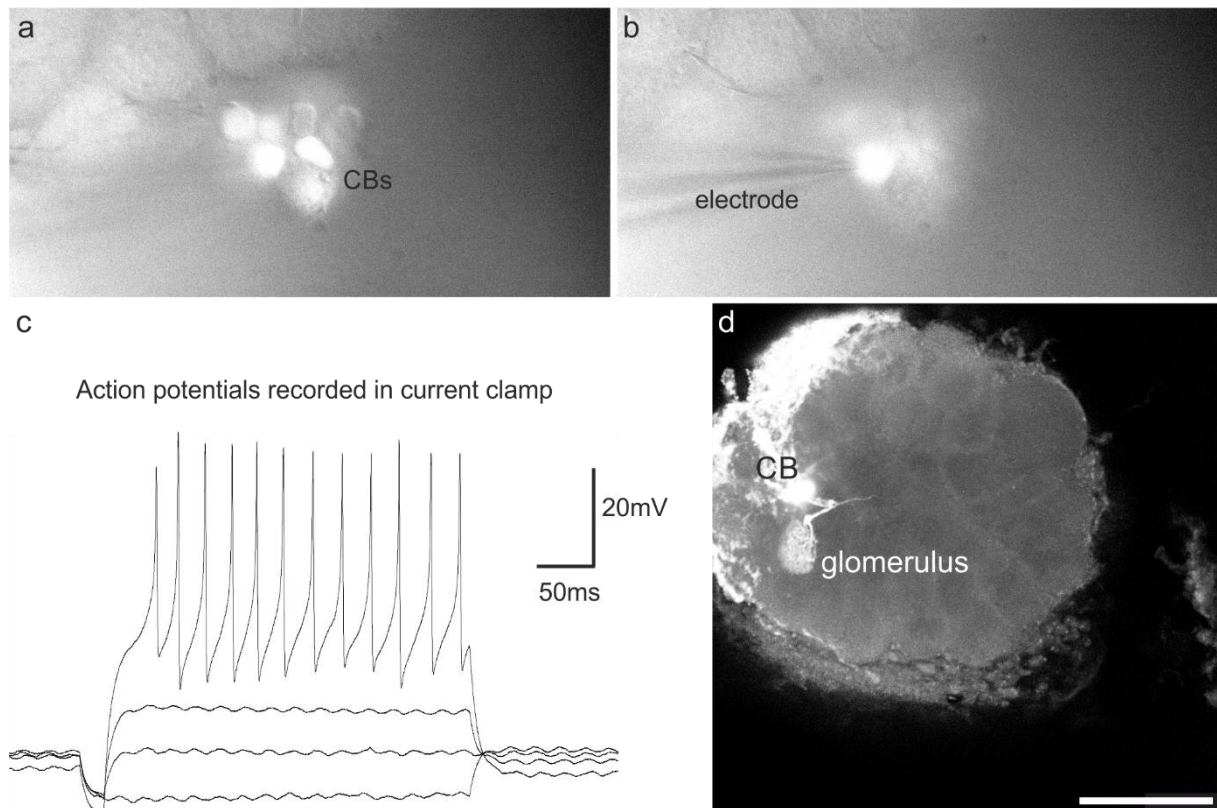 a
CBs
b
electrode
c
Action potentials recorded in current clamp
20mV
50ms
d
CB
glomerulus